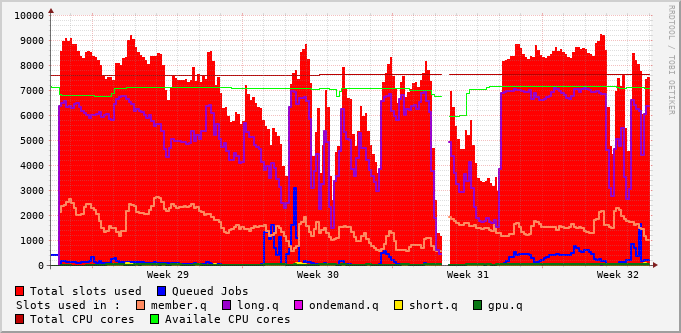 10000
9000
8000
7000
6000
5000
4000
3000
2000
1000
0
Week 29 Week 30 Week 31 Week 32
RRDTOOL / TOBI OETIKER
Total slots used Queued Jobs
Slots used in : member.q long.q ondemand.q short.q gpu.q
Total CPU cores Availale CPU cores